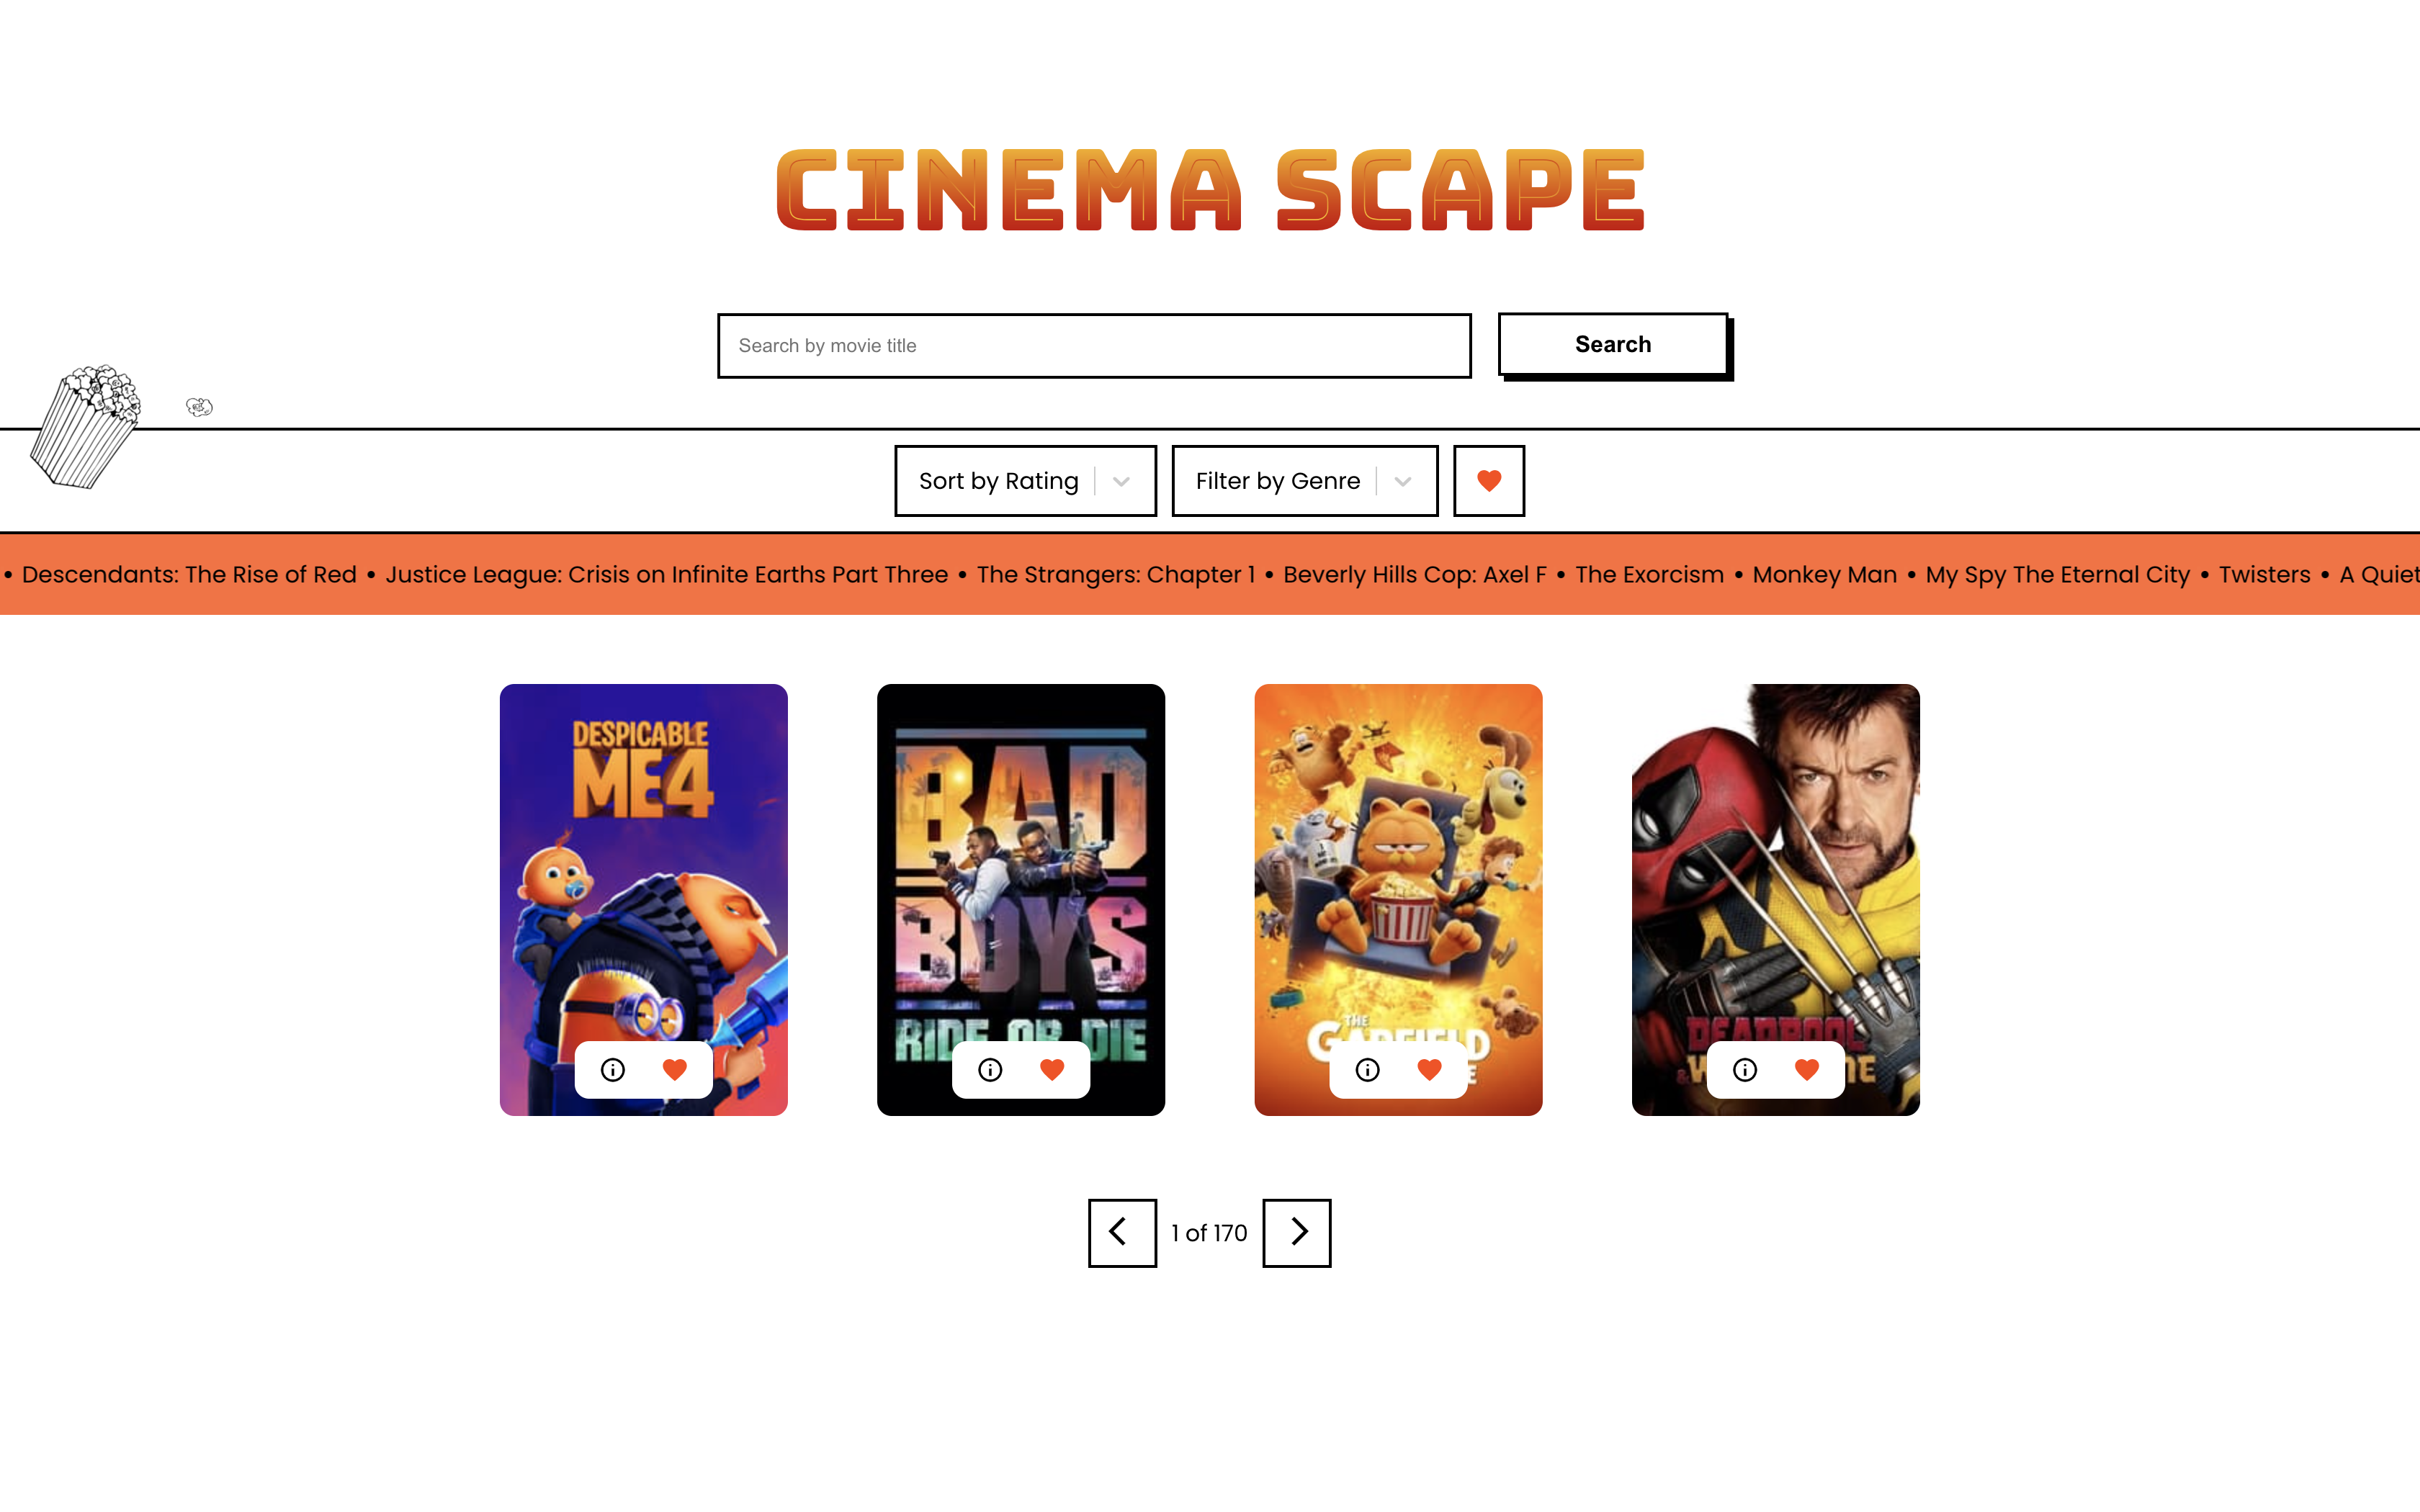 CINEMA SCAPE
Search by movie title
Search
Sort by Rating
Filter by Genre
• Descendants: The Rise of Red • Justice League: Crisis on Infinite Earths Part Three • The Strangers: Chapter 1 • Beverly Hills Cop: Axel F • The Exorcism • Monkey Man • My Spy The Eternal City • Twisters • A Quiet
DESPICABLE
ME4
BAD
BOYS
RIDE OR DIE
THE
GARFIELD
DEADPOOL
&
1 of 170